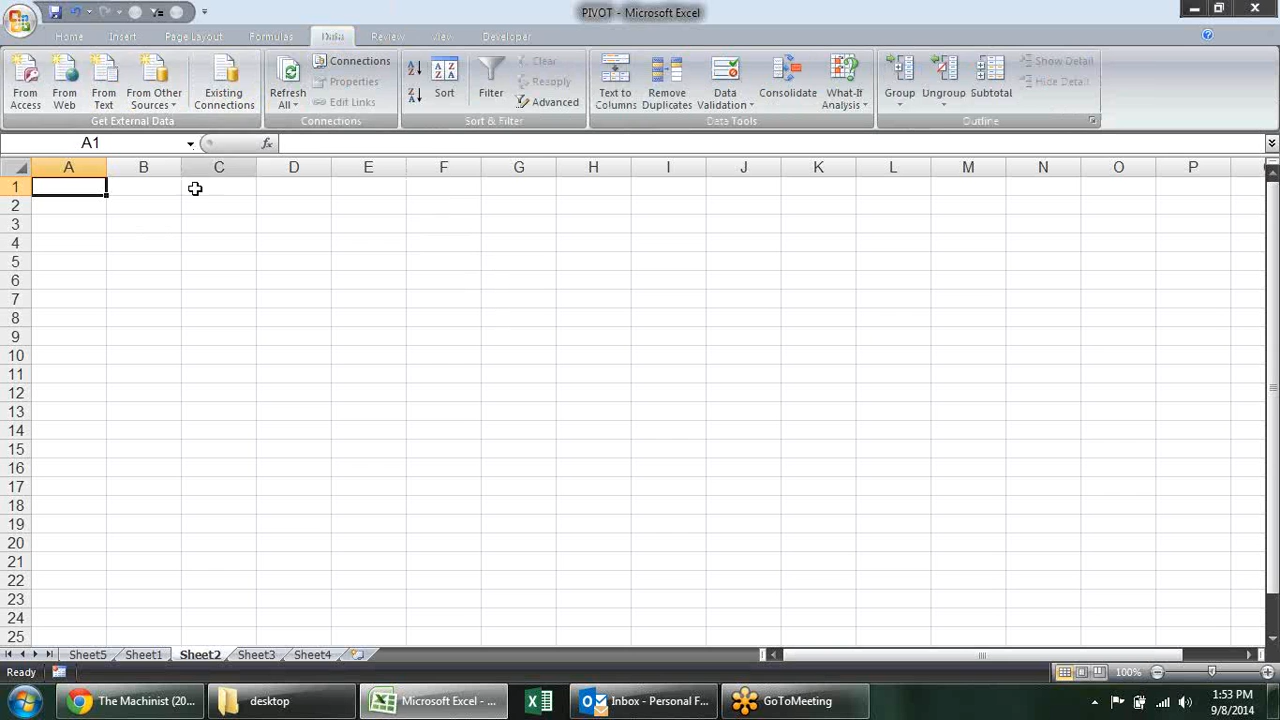 PIVOT - Microsoft Excel
Home Insert Page Layout Formulas Data Review View Developer
From Access
From Web
From Text
From Other Sources
Existing Connections
Get External Data
Refresh All
Connections
Properties
Edit Links
Connections
Sort
Filter
Clear
Reapply
Advanced
Sort & Filter
Text to Columns
Remove Duplicates
Data Validation
Consolidate
What-If Analysis
Data Tools
Group
Ungroup
Subtotal
Show Detail
Hide Detail
Outline
A1
fx
A B C D E F G H I J K L M N O P
1
2
3
4
5
6
7
8
9
10
11
12
13
14
15
16
17
18
19
20
21
22
23
24
25
Sheet5 Sheet1 Sheet2 Sheet3 Sheet4
Ready
100%
The Machinist (20...
desktop
Microsoft Excel - ...
Inbox - Personal F...
GoToMeeting
1:53 PM
9/8/2014